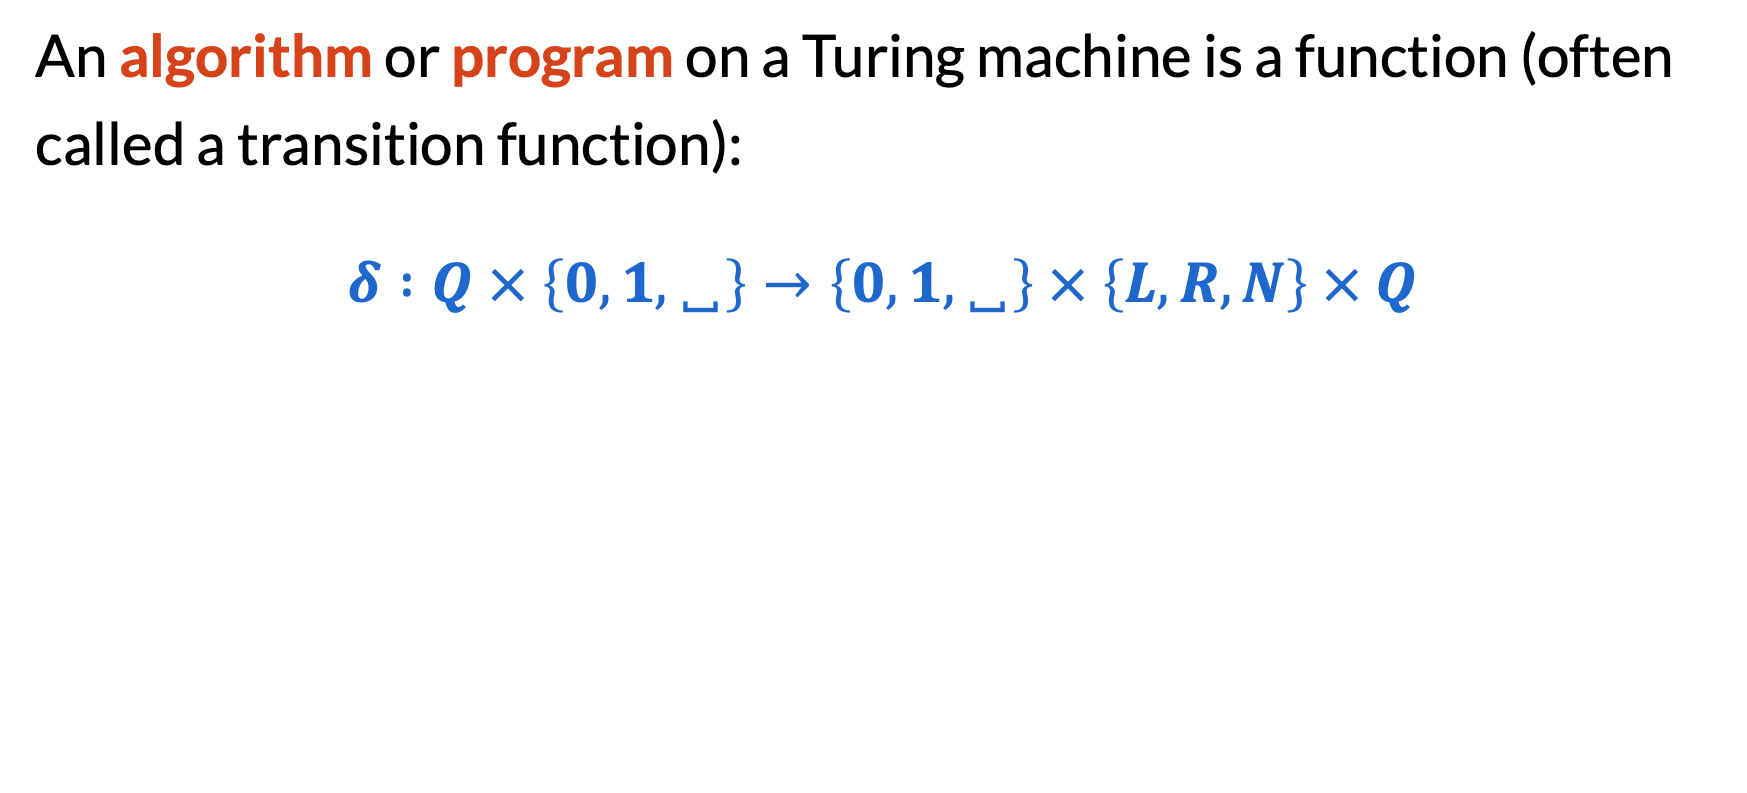 An algorithm or program on a Turing machine is a function (often
called a transition function):
δ : Q × {0, 1, ⎵} → {0, 1, ⎵} × {L, R, N} × Q